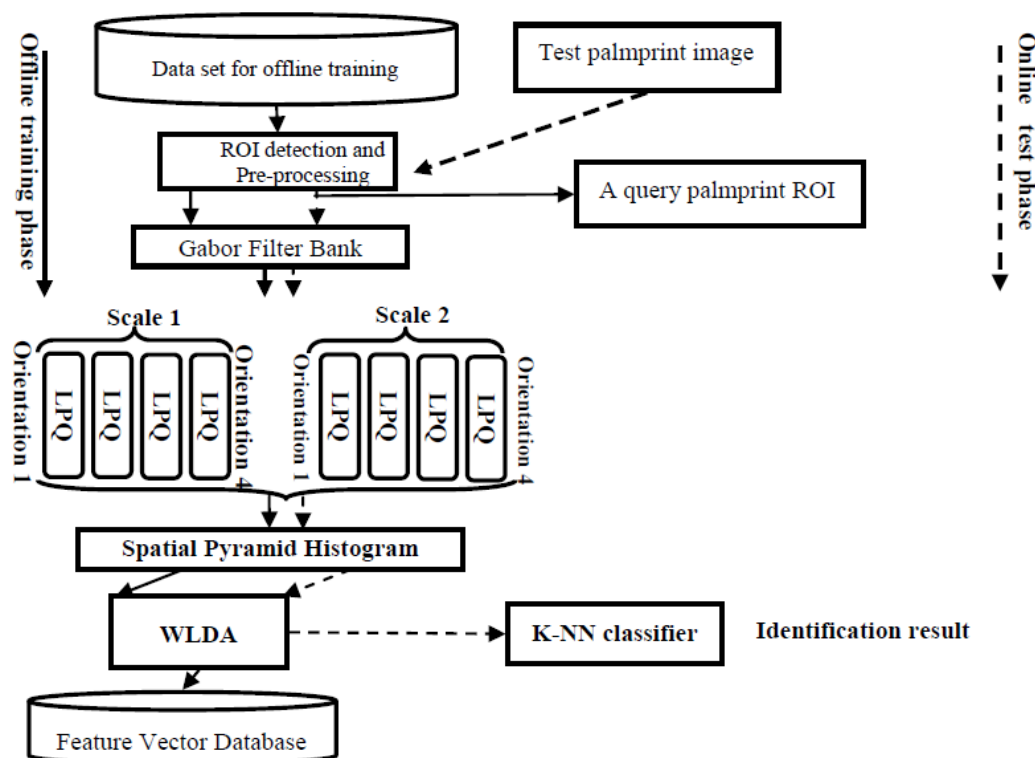 Offline training phase
Data set for offline training
Test palmprint image
Online test phase
ROI detection and
Pre-processing
A query palmprint ROI
Gabor Filter Bank
Scale 1
Scale 2
Orientation 1
LPQ
LPQ
LPQ
LPQ
Orientation 4
Orientation 1
LPQ
LPQ
LPQ
LPQ
Orientation 4
Spatial Pyramid Histogram
WLDA
K-NN classifier
Identification result
Feature Vector Database